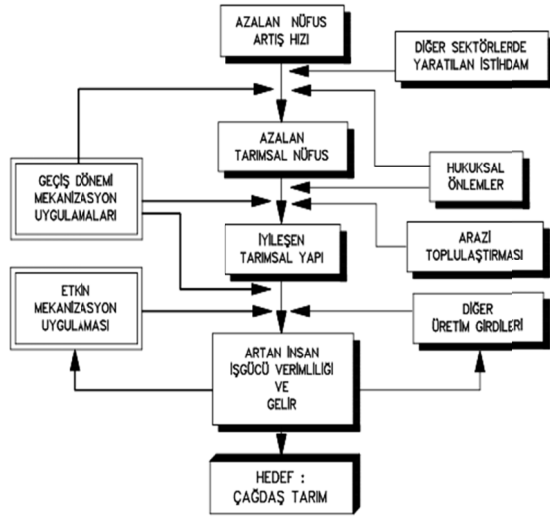 AZALAN NÜFUS
ARTIŞ HIZI
DİĞER SEKTÖRLERDE
YARATILAN İSTİHDAM
AZALAN
TARIMSAL NÜFUS
GEÇİŞ DÖNEMİ
MEKANİZASYON
UYGULAMALARI
HUKUKSAL
ÖNLEMLER
İYİLEŞEN
TARIMSAL YAPI
ARAZİ
TOPLULAŞTIRMASI
ETKİN
MEKANİZASYON
UYGULAMASI
DİĞER
ÜRETİM GİRDİLERİ
ARTAN İNSAN
İŞGÜCÜ VERİMLİLİĞİ
VE
GELİR
HEDEF :
ÇAĞDAŞ TARIM